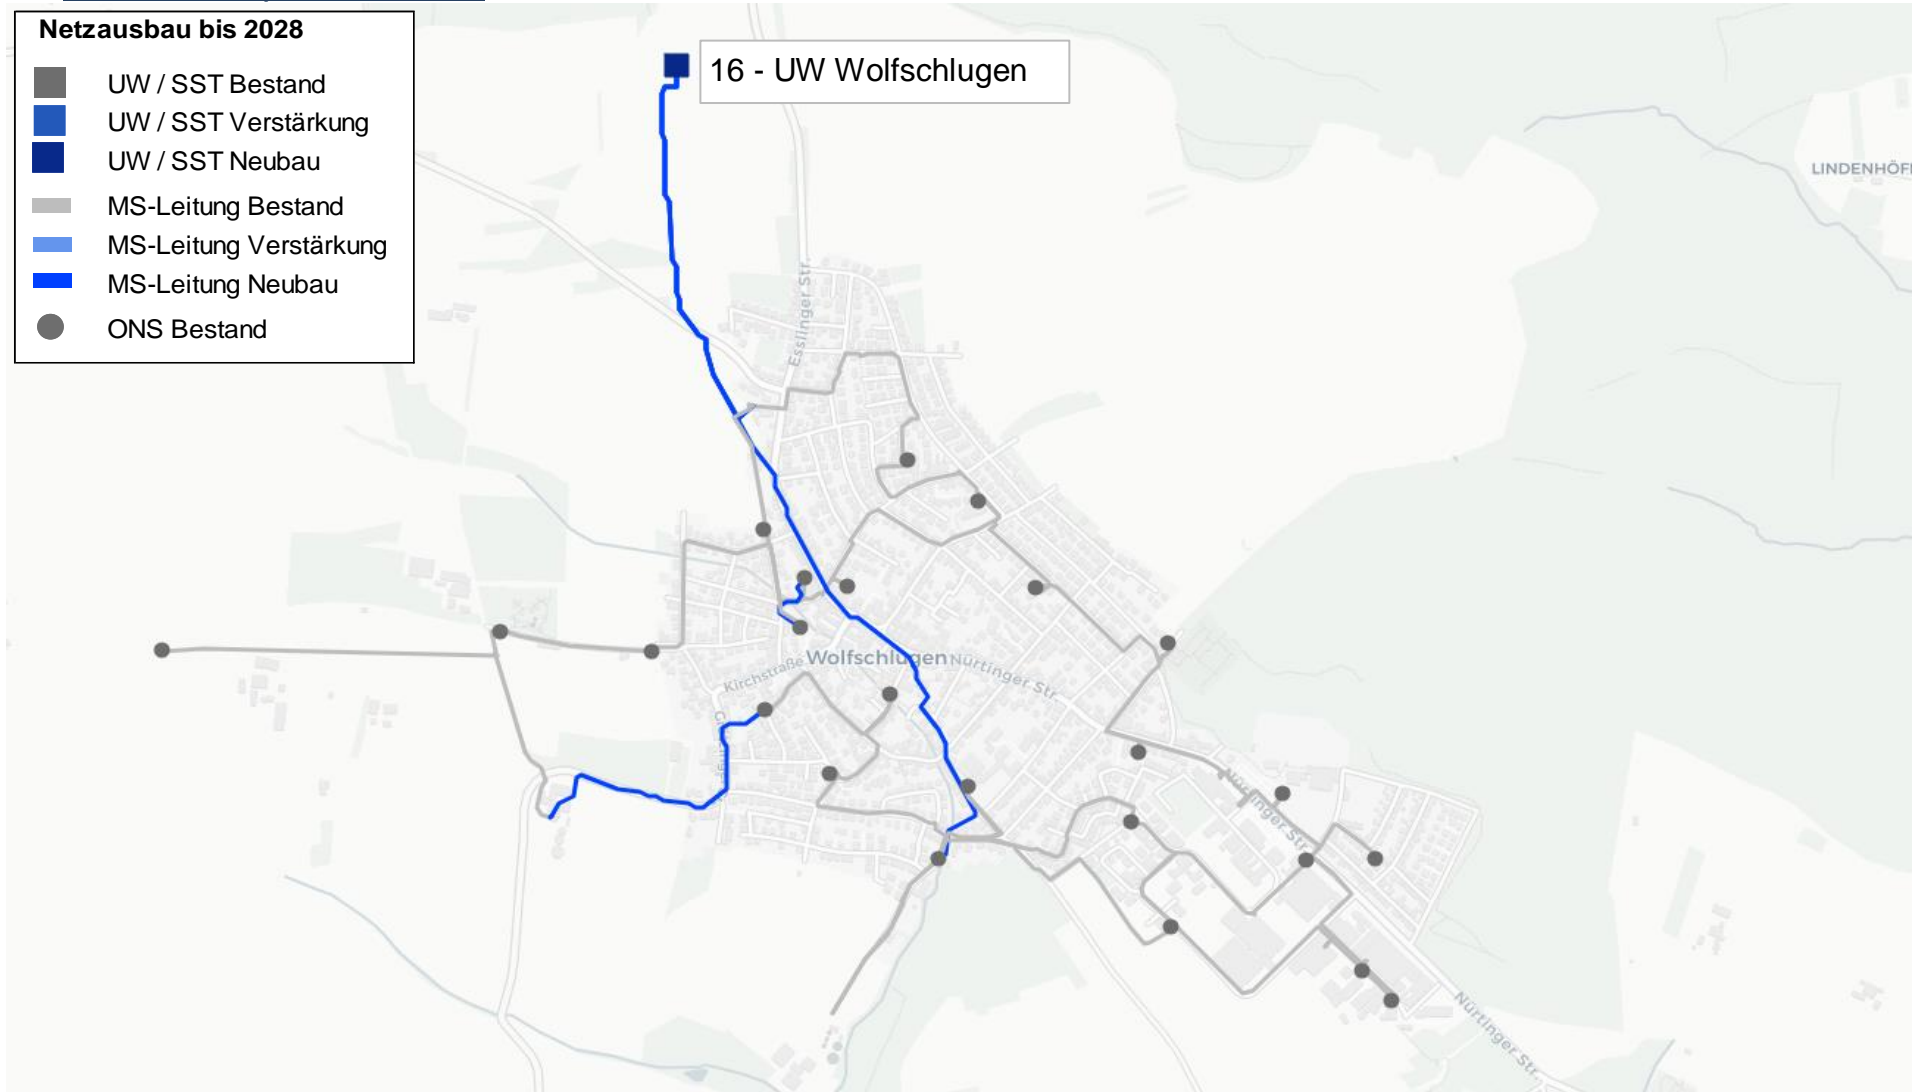 Netzausbau bis 2028
UW / SST Bestand
UW / SST Verstärkung
UW / SST Neubau
MS-Leitung Bestand
MS-Leitung Verstärkung
MS-Leitung Neubau
ONS Bestand
16 - UW Wolfschlugen
LINDENHÖF
Esslinger Str.
Wolfschlugen
Nürtinger Str.
Kirchstraße
Nürtinger Str.
Nürtinger Str.